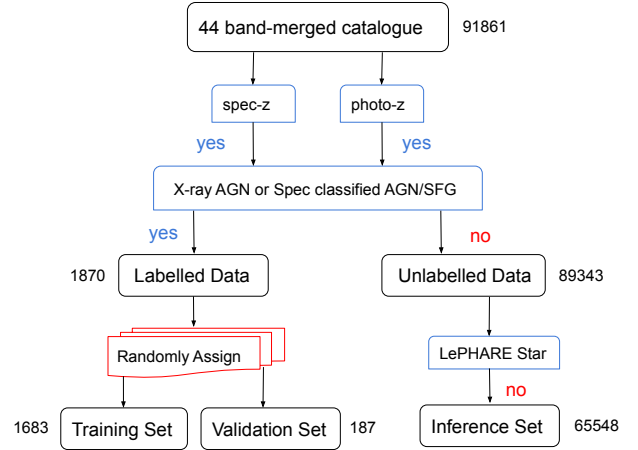 44 band-merged catalogue 91861
spec-z photo-z
yes yes
X-ray AGN or Spec classified AGN/SFG
yes no
1870 Labelled Data Unlabelled Data 89343
Randomly Assign LePHARE Star
no
1683 Training Set Validation Set 187 Inference Set 65548